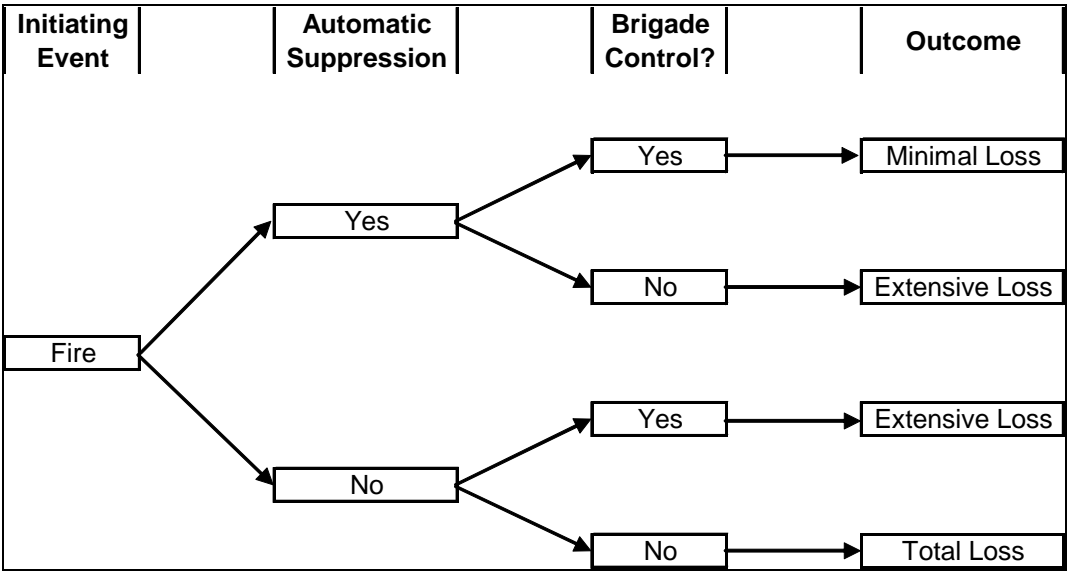 Initiating Event
Automatic Suppression
Brigade Control?
Outcome
Yes
Minimal Loss
Yes
No
Extensive Loss
Fire
Yes
Extensive Loss
No
No
Total Loss